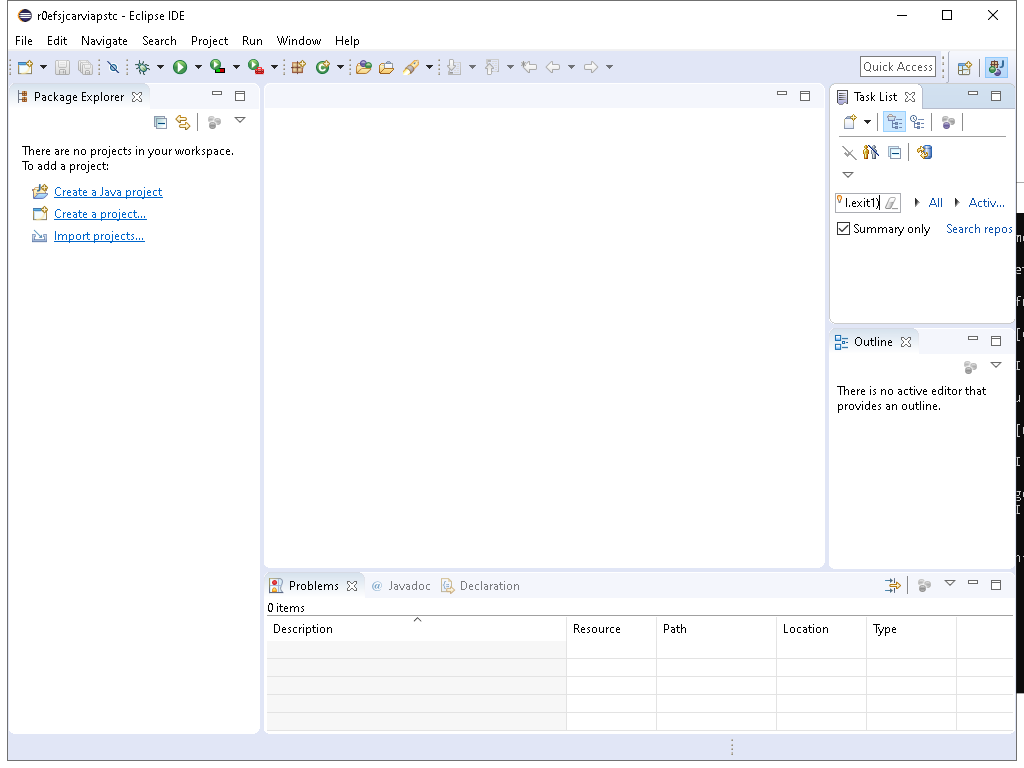 r0efsjcarviapstc - Eclipse IDE
File Edit Navigate Search Project Run Window Help
Quick Access
Package Explorer
There are no projects in your workspace.
To add a project:
Create a Java project
Create a project...
Import projects...
Task List
l.exit1)
All
Activ...
Summary only
Search repos
Outline
There is no active editor that
provides an outline.
Problems
@ Javadoc
Declaration
0 items
Description Resource Path Location Type